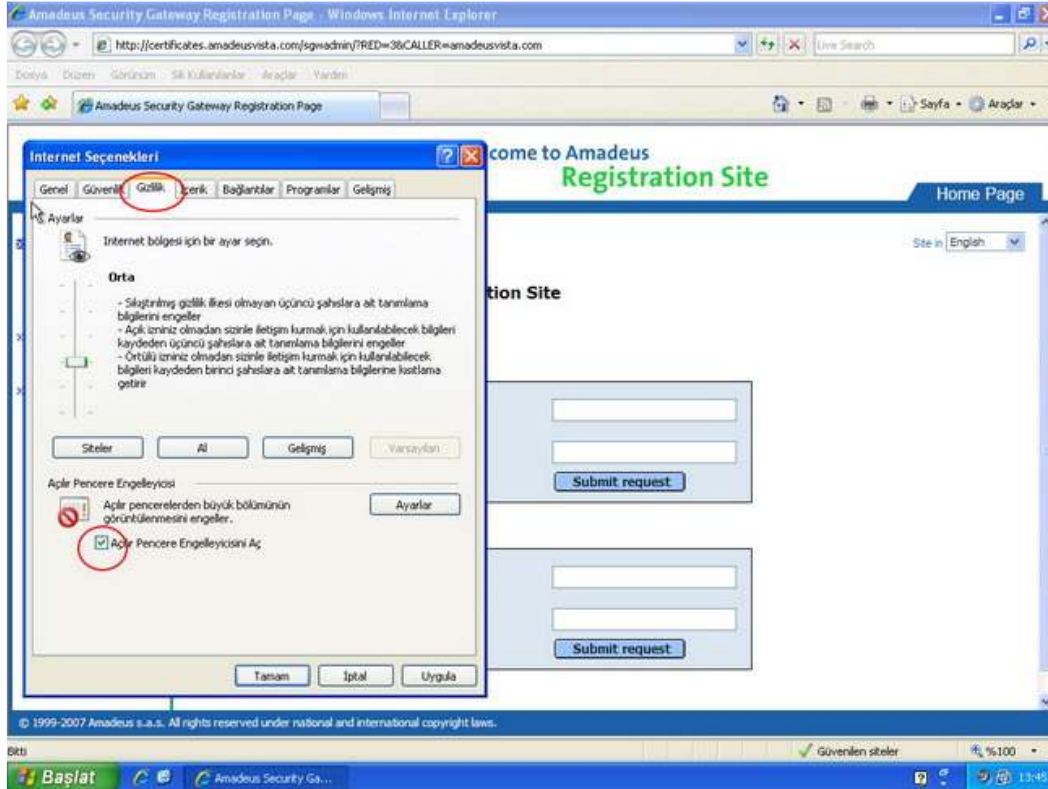 Amadeus Security Gateway Registration Page - Windows Internet Explorer
http://certificates.amadeusvista.com/sgwadmin/?RED=3&CALLER=amadeusvista.com
Live Search
Dosya Düzen Görünüm Sık Kullanılanlar Araçlar Yardım
Amadeus Security Gateway Registration Page
Sayfa
Araçlar
come to Amadeus
Registration Site
Home Page
Site in English
tion Site
Submit request
Submit request
Internet Seçenekleri
Genel Güvenlik Gizlilik İçerik Bağlantılar Programlar Gelişmiş
Ayarlar
Internet bölgesi için bir ayar seçin.
Orta
- Sıkıştırılmış gizlilik ilkesi olmayan üçüncü şahıslara ait tanımlama
bilgilerini engeller
- Açık izniniz olmadan sizinle iletişim kurmak için kullanılabilecek bilgileri
kaydeden üçüncü şahıslara ait tanımlama bilgilerini engeller
- Örtülü izniniz olmadan sizinle iletişim kurmak için kullanılabilecek
bilgileri kaydeden birinci şahıslara ait tanımlama bilgilerine kısıtlama
getirir
Siteler Al Gelişmiş Varsayılan
Açılır Pencere Engelleyicisi
Açılır pencerelerden büyük bölümünün
görüntülenmesini engeller.
Ayarlar
Açılır Pencere Engelleyicisini Aç
Tamam İptal Uygula
© 1999-2007 Amadeus s.a.s. All rights reserved under national and international copyright laws.
Bitti
Güvenilen siteler
%100
Başlat
Amadeus Security Ga...
13:45